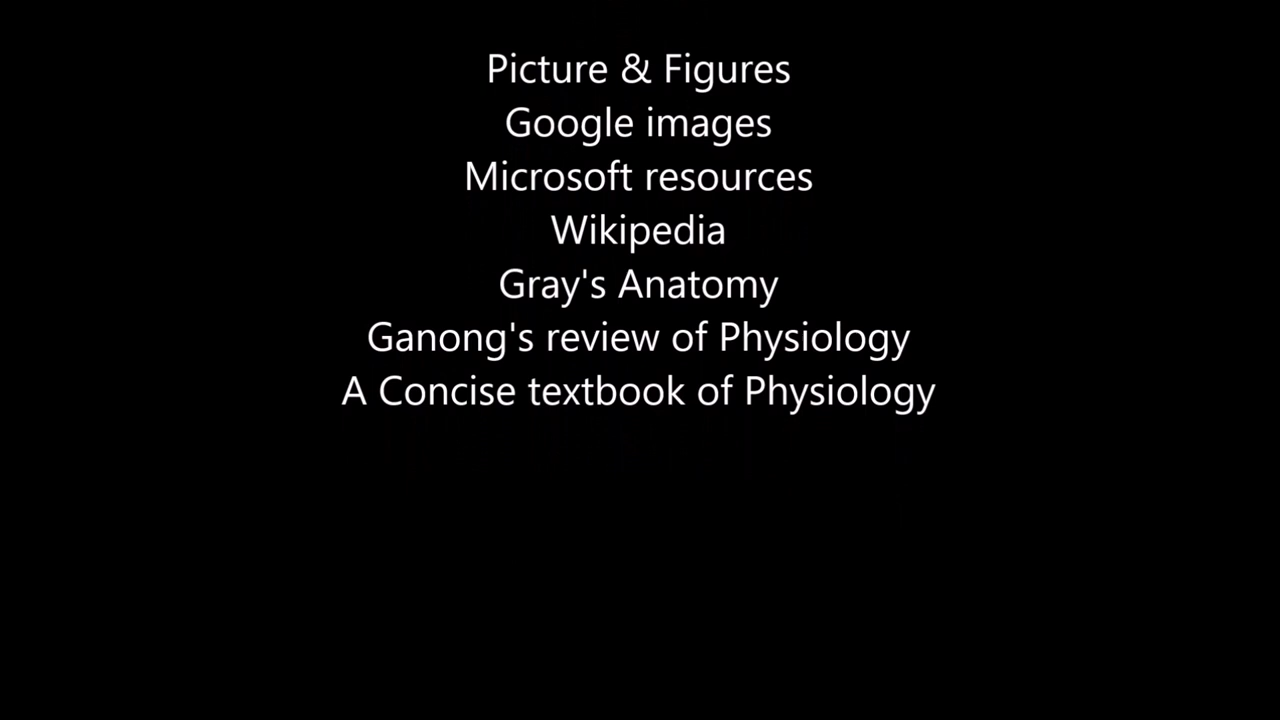 Picture & Figures
Google images
Microsoft resources
Wikipedia
Gray's Anatomy
Ganong's review of Physiology
A Concise textbook of Physiology